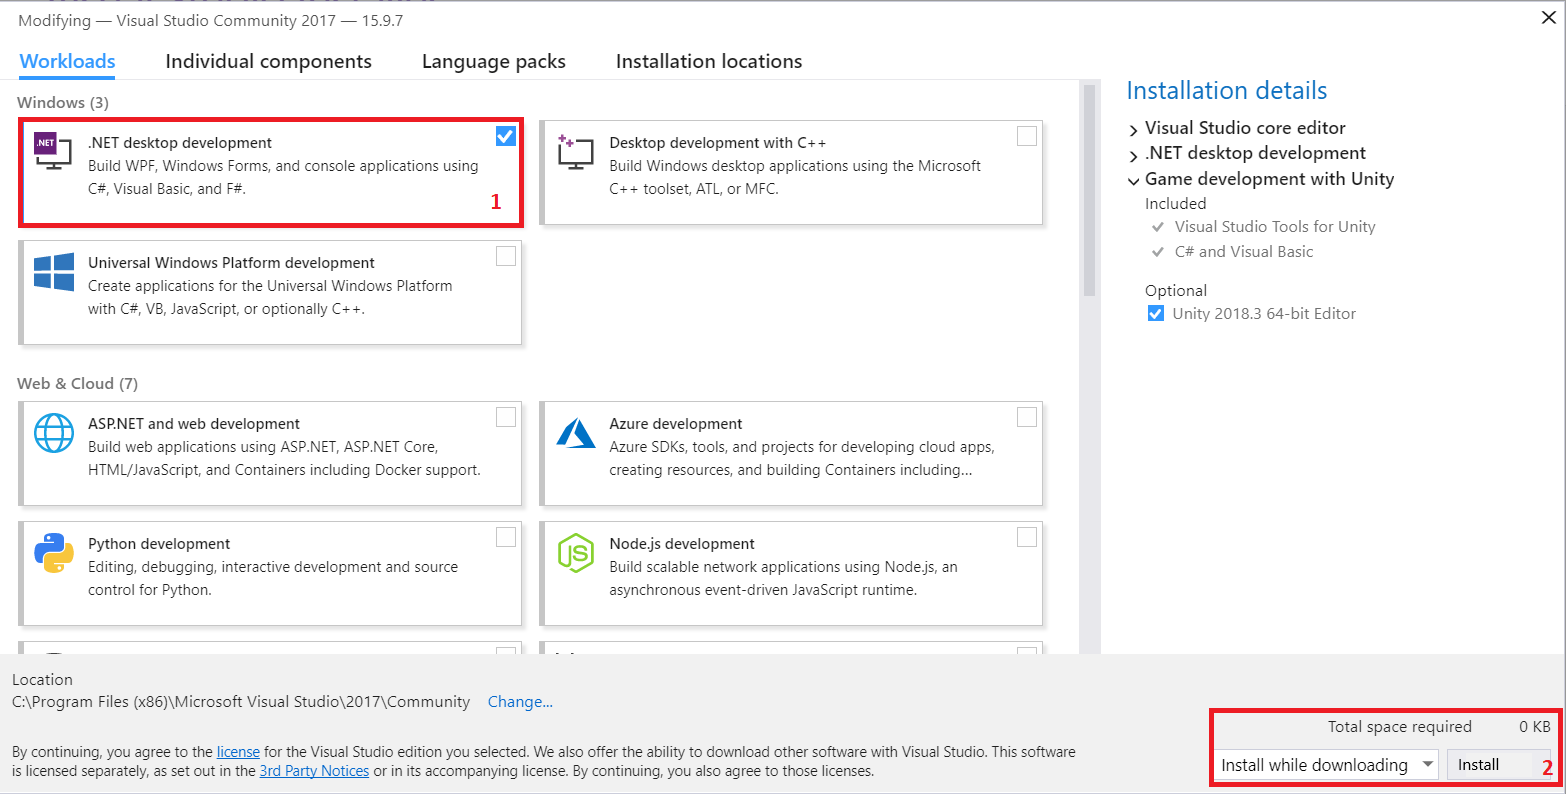 Modifying — Visual Studio Community 2017 — 15.9.7
Workloads
Individual components
Language packs
Installation locations
Windows (3)
.NET
.NET desktop development
Build WPF, Windows Forms, and console applications using
C#, Visual Basic, and F#.
1
Desktop development with C++
Build Windows desktop applications using the Microsoft
C++ toolset, ATL, or MFC.
Universal Windows Platform development
Create applications for the Universal Windows Platform
with C#, VB, JavaScript, or optionally C++.
Web & Cloud (7)
ASP.NET and web development
Build web applications using ASP.NET, ASP.NET Core,
HTML/JavaScript, and Containers including Docker support.
Azure development
Azure SDKs, tools, and projects for developing cloud apps,
creating resources, and building Containers including...
Python development
Editing, debugging, interactive development and source
control for Python.
JS
Node.js development
Build scalable network applications using Node.js, an
asynchronous event-driven JavaScript runtime.
Installation details
Visual Studio core editor
.NET desktop development
Game development with Unity
Included
Visual Studio Tools for Unity
C# and Visual Basic
Optional
Unity 2018.3 64-bit Editor
Location
C:\Program Files (x86)\Microsoft Visual Studio\2017\Community Change...
By continuing, you agree to the license for the Visual Studio edition you selected. We also offer the ability to download other software with Visual Studio. This software
is licensed separately, as set out in the 3rd Party Notices or in its accompanying license. By continuing, you also agree to those licenses.
Total space required 0 KB
Install while downloading
Install
2